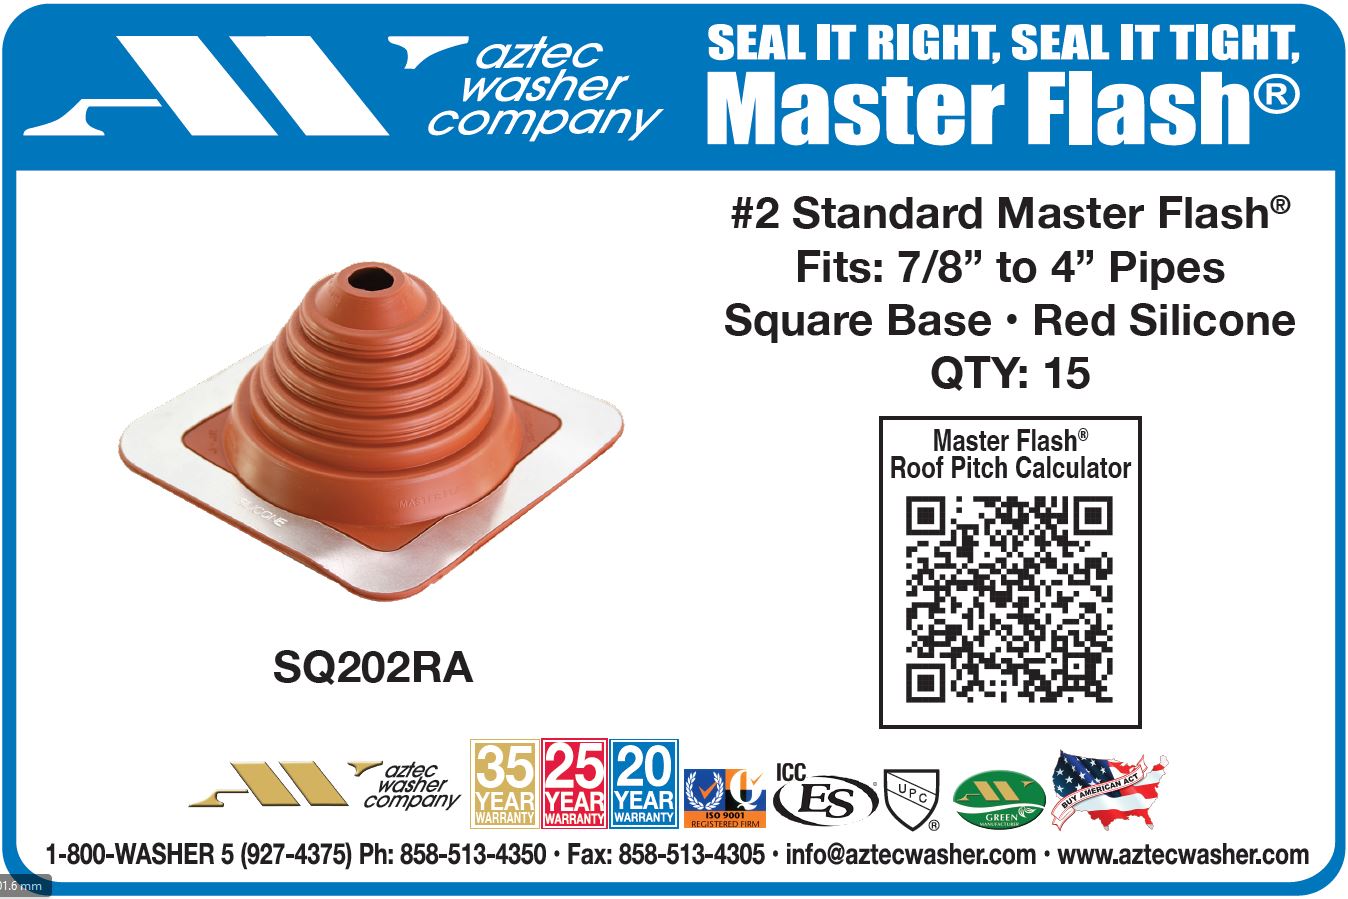 aztec
washer
company
SEAL IT RIGHT, SEAL IT TIGHT,
Master Flash®
#2 Standard Master Flash®
Fits: 7/8” to 4” Pipes
Square Base • Red Silicone
QTY: 15
Master Flash®
Roof Pitch Calculator
SILICONE
SQ202RA
aztec
washer
company
35
YEAR
WARRANTY
25
YEAR
WARRANTY
20
YEAR
WARRANTY
Q
ISO 9001
REGISTERED FIRM
ICC
ES
®
UPC
®
GREEN
MANUFACTURER
BUY AMERICAN ACT
1-800-WASHER 5 (927-4375) Ph: 858-513-4350 • Fax: 858-513-4305 • info@aztecwasher.com • www.aztecwasher.com